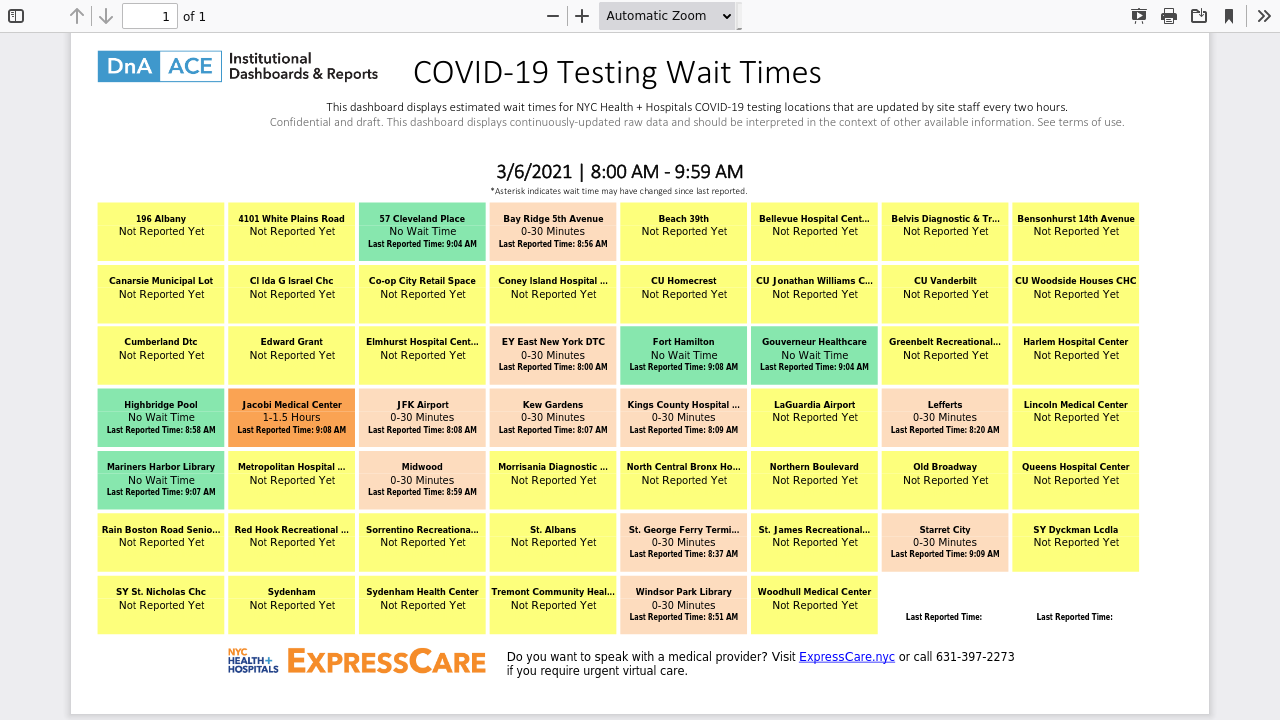 1 of 1 Automatic Zoom
DnA ACE Institutional Dashboards & Reports
COVID-19 Testing Wait Times
This dashboard displays estimated wait times for NYC Health + Hospitals COVID-19 testing locations that are updated by site staff every two hours.
Confidential and draft. This dashboard displays continuously-updated raw data and should be interpreted in the context of other available information. See terms of use.
3/6/2021 | 8:00 AM - 9:59 AM
*Asterisk indicates wait time may have changed since last reported.
196 Albany
Not Reported Yet
4101 White Plains Road
Not Reported Yet
57 Cleveland Place
No Wait Time
Last Reported Time: 9:04 AM
Bay Ridge 5th Avenue
0-30 Minutes
Last Reported Time: 8:56 AM
Beach 39th
Not Reported Yet
Bellevue Hospital Cent...
Not Reported Yet
Belvis Diagnostic & Tr...
Not Reported Yet
Bensonhurst 14th Avenue
Not Reported Yet
Canarsie Municipal Lot
Not Reported Yet
CI Ida G Israel Chc
Not Reported Yet
Co-op City Retail Space
Not Reported Yet
Coney Island Hospital ...
Not Reported Yet
CU Homecrest
Not Reported Yet
CU Jonathan Williams C...
Not Reported Yet
CU Vanderbilt
Not Reported Yet
CU Woodside Houses CHC
Not Reported Yet
Cumberland Dtc
Not Reported Yet
Edward Grant
Not Reported Yet
Elmhurst Hospital Cent...
Not Reported Yet
EY East New York DTC
0-30 Minutes
Last Reported Time: 8:00 AM
Fort Hamilton
No Wait Time
Last Reported Time: 9:08 AM
Gouverneur Healthcare
No Wait Time
Last Reported Time: 9:04 AM
Greenbelt Recreational...
Not Reported Yet
Harlem Hospital Center
Not Reported Yet
Highbridge Pool
No Wait Time
Last Reported Time: 8:58 AM
Jacobi Medical Center
1-1.5 Hours
Last Reported Time: 9:08 AM
JFK Airport
0-30 Minutes
Last Reported Time: 8:08 AM
Kew Gardens
0-30 Minutes
Last Reported Time: 8:07 AM
Kings County Hospital ...
0-30 Minutes
Last Reported Time: 8:09 AM
LaGuardia Airport
Not Reported Yet
Lefferts
0-30 Minutes
Last Reported Time: 8:20 AM
Lincoln Medical Center
Not Reported Yet
Mariners Harbor Library
No Wait Time
Last Reported Time: 9:07 AM
Metropolitan Hospital ...
Not Reported Yet
Midwood
0-30 Minutes
Last Reported Time: 8:59 AM
Morrisania Diagnostic ...
Not Reported Yet
North Central Bronx Ho...
Not Reported Yet
Northern Boulevard
Not Reported Yet
Old Broadway
Not Reported Yet
Queens Hospital Center
Not Reported Yet
Rain Boston Road Senio...
Not Reported Yet
Red Hook Recreational ...
Not Reported Yet
Sorrentino Recreationa...
Not Reported Yet
St. Albans
Not Reported Yet
St. George Ferry Termi...
0-30 Minutes
Last Reported Time: 8:37 AM
St. James Recreational...
Not Reported Yet
Starret City
0-30 Minutes
Last Reported Time: 9:09 AM
SY Dyckman Lcdla
Not Reported Yet
SY St. Nicholas Chc
Not Reported Yet
Sydenham
Not Reported Yet
Sydenham Health Center
Not Reported Yet
Tremont Community Heal...
Not Reported Yet
Windsor Park Library
0-30 Minutes
Last Reported Time: 8:51 AM
Woodhull Medical Center
Not Reported Yet
Last Reported Time:
Last Reported Time:
NYC HEALTH+ HOSPITALS
EXPRESSCARE
Do you want to speak with a medical provider? Visit ExpressCare.nyc or call 631-397-2273
if you require urgent virtual care.